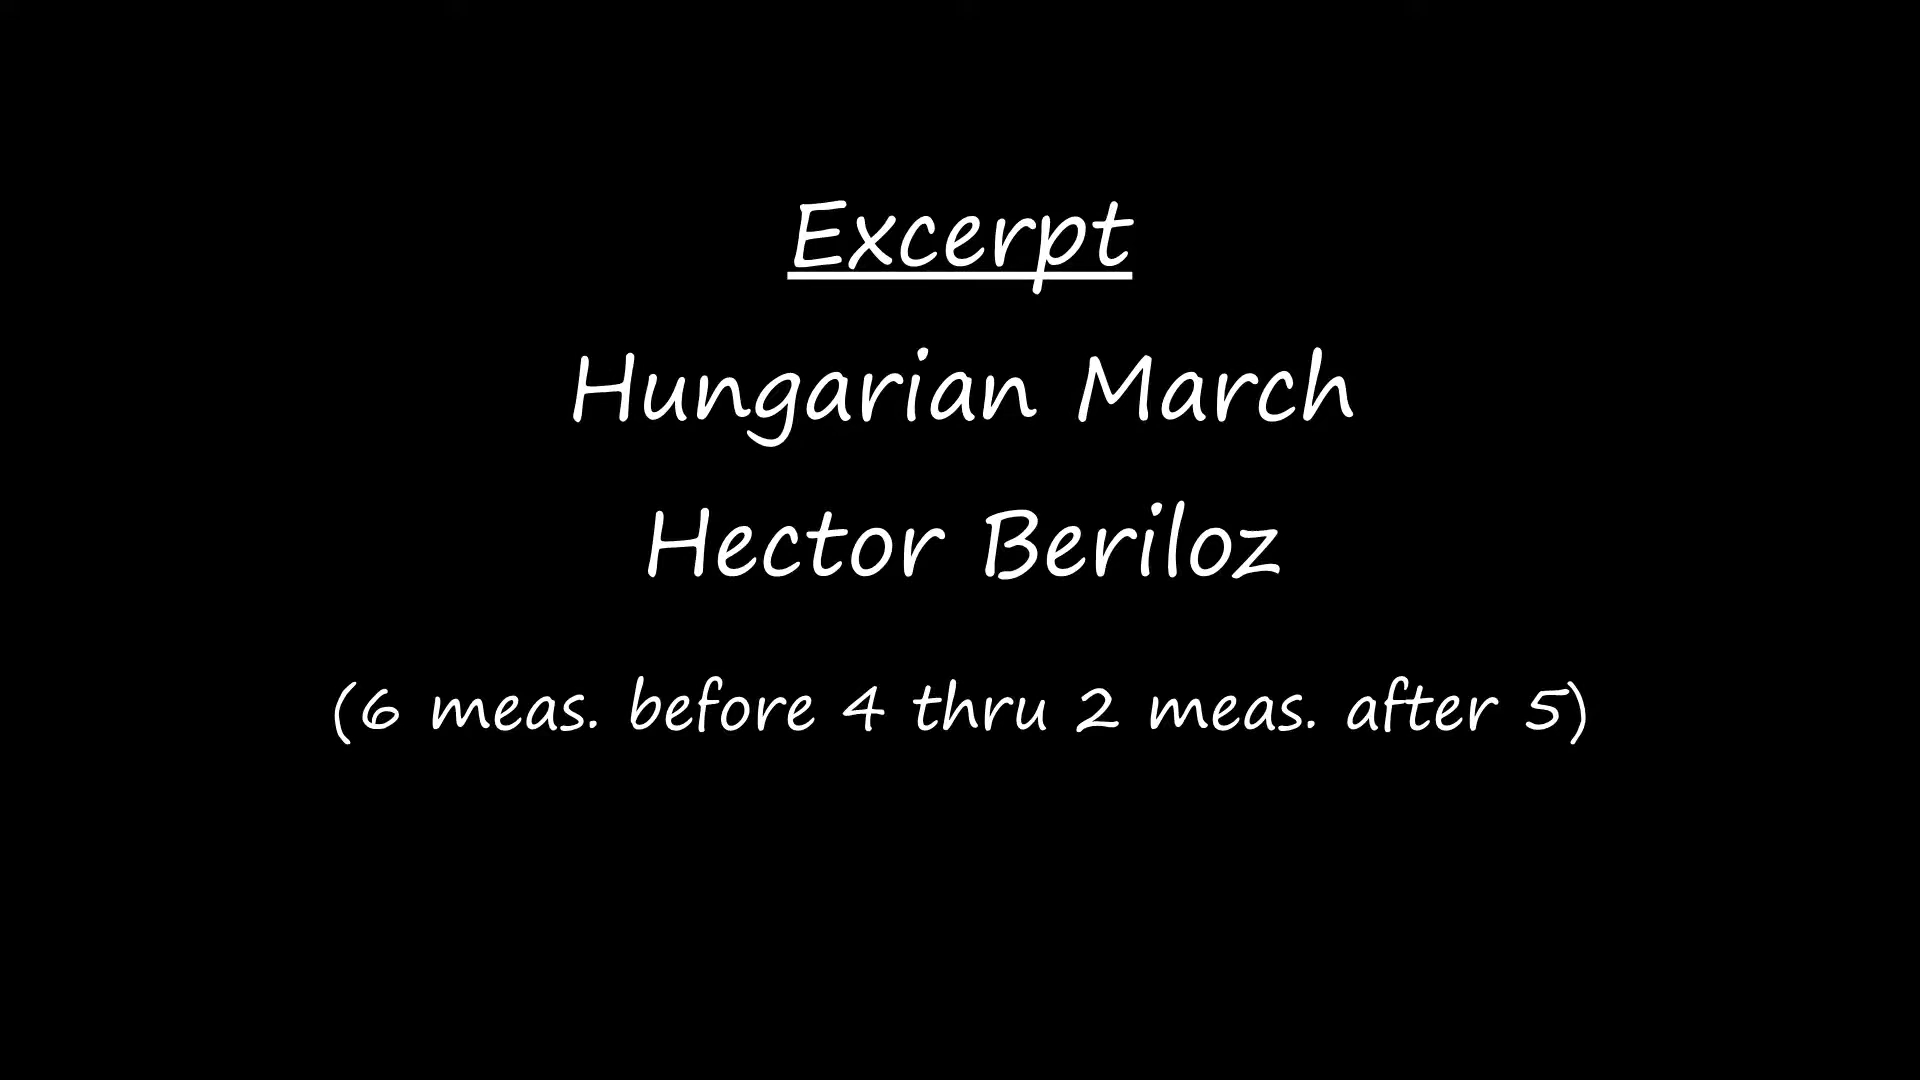 Excerpt
Hungarian March
Hector Beriloz
(6 meas. before 4 thru 2 meas. after 5)